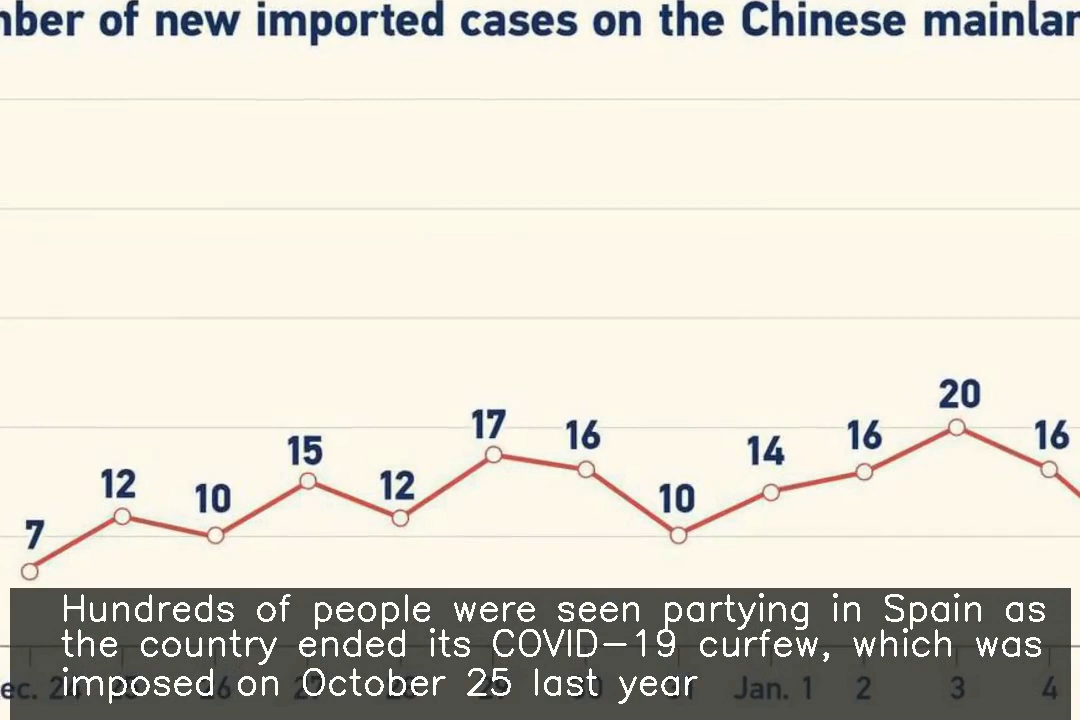 nber of new imported cases on the Chinese mainlan
20
17
16
16
16
15
14
12
12
10
10
7
Hundreds of people were seen partying in Spain as
the country ended its COVID-19 curfew, which was
imposed on October 25 last year
Jan. 1 2 3 4